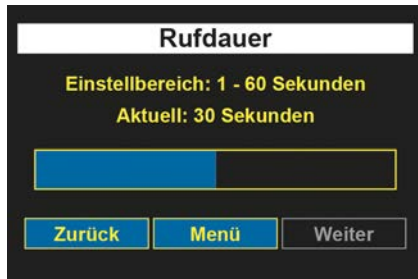 Rufdauer
Einstellbereich: 1 - 60 Sekunden
Aktuell: 30 Sekunden
Zurück Menü Weiter